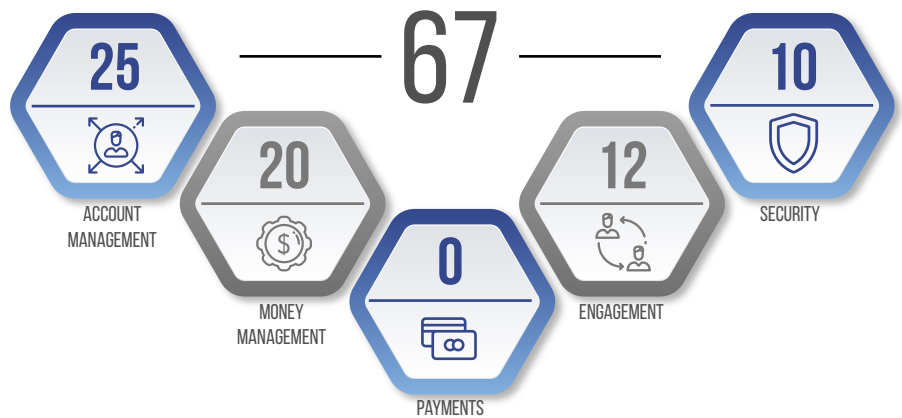 67
25
ACCOUNT
MANAGEMENT
20
$
MONEY
MANAGEMENT
0
PAYMENTS
12
ENGAGEMENT
10
SECURITY